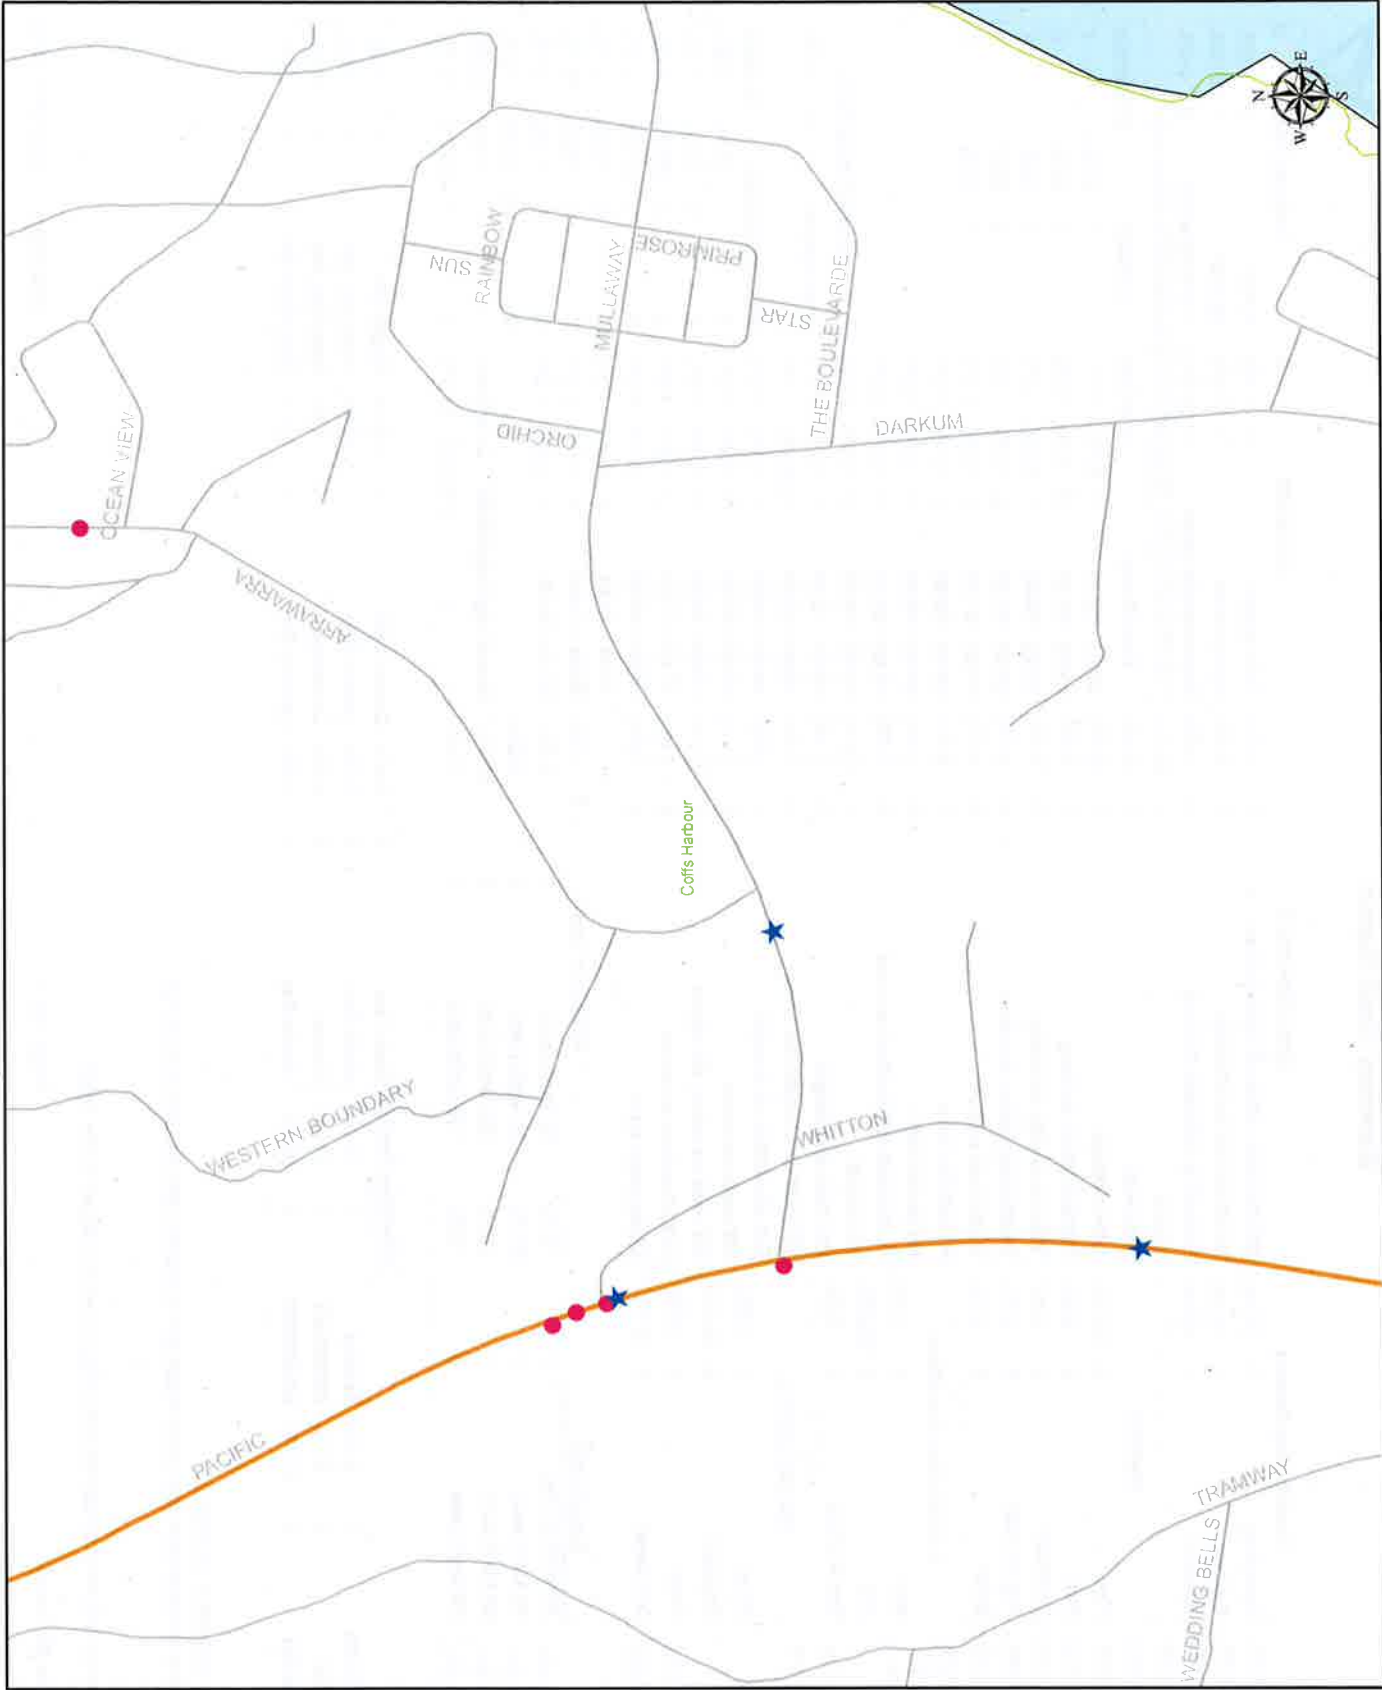 E
N
S
W
RAINBOW
SUN
MULLAWAY
PRIMROSE
STAR
THE BOULEVARDE
ORCHID
DARKUM
OCEAN VIEW
ARRAWARRA
Coffs Harbour
WESTERN BOUNDARY
WHITTON
PACIFIC
TRAMWAY
WEDDING BELLS